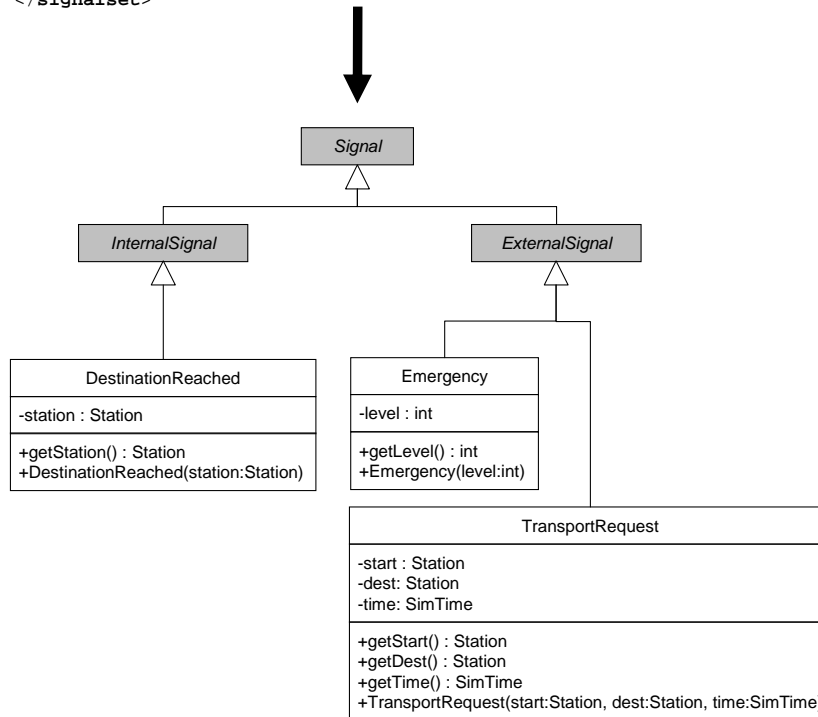 </signalset>
Signal
InternalSignal
ExternalSignal
DestinationReached
-station : Station
+getStation() : Station
+DestinationReached(station:Station)
Emergency
-level : int
+getLevel() : int
+Emergency(level:int)
TransportRequest
-start : Station
-dest: Station
-time: SimTime
+getStart() : Station
+getDest() : Station
+getTime() : SimTime
+TransportRequest(start:Station, dest:Station, time:SimTime)